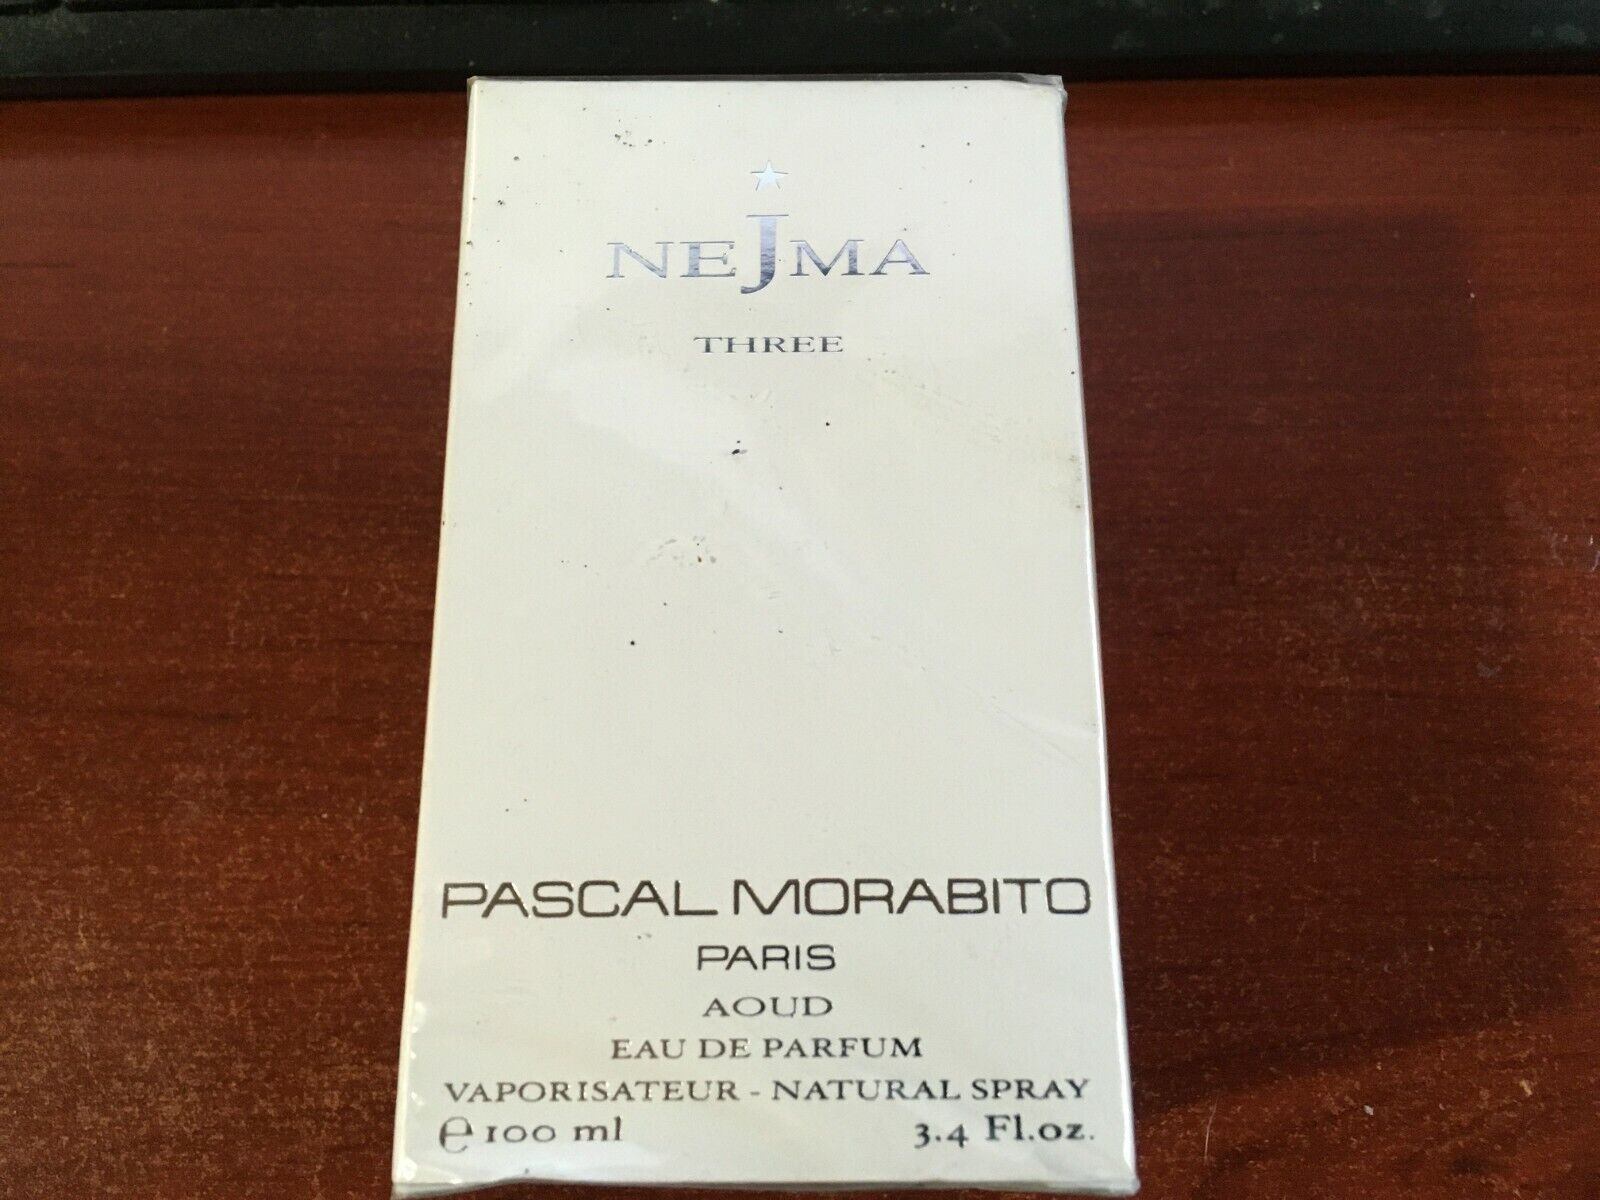 NEJMA
THREE
PASCAL MORABITO
PARIS
AOUD
EAU DE PARFUM
VAPORISATEUR - NATURAL SPRAY
℮ 100 ml 3.4 Fl.oz.